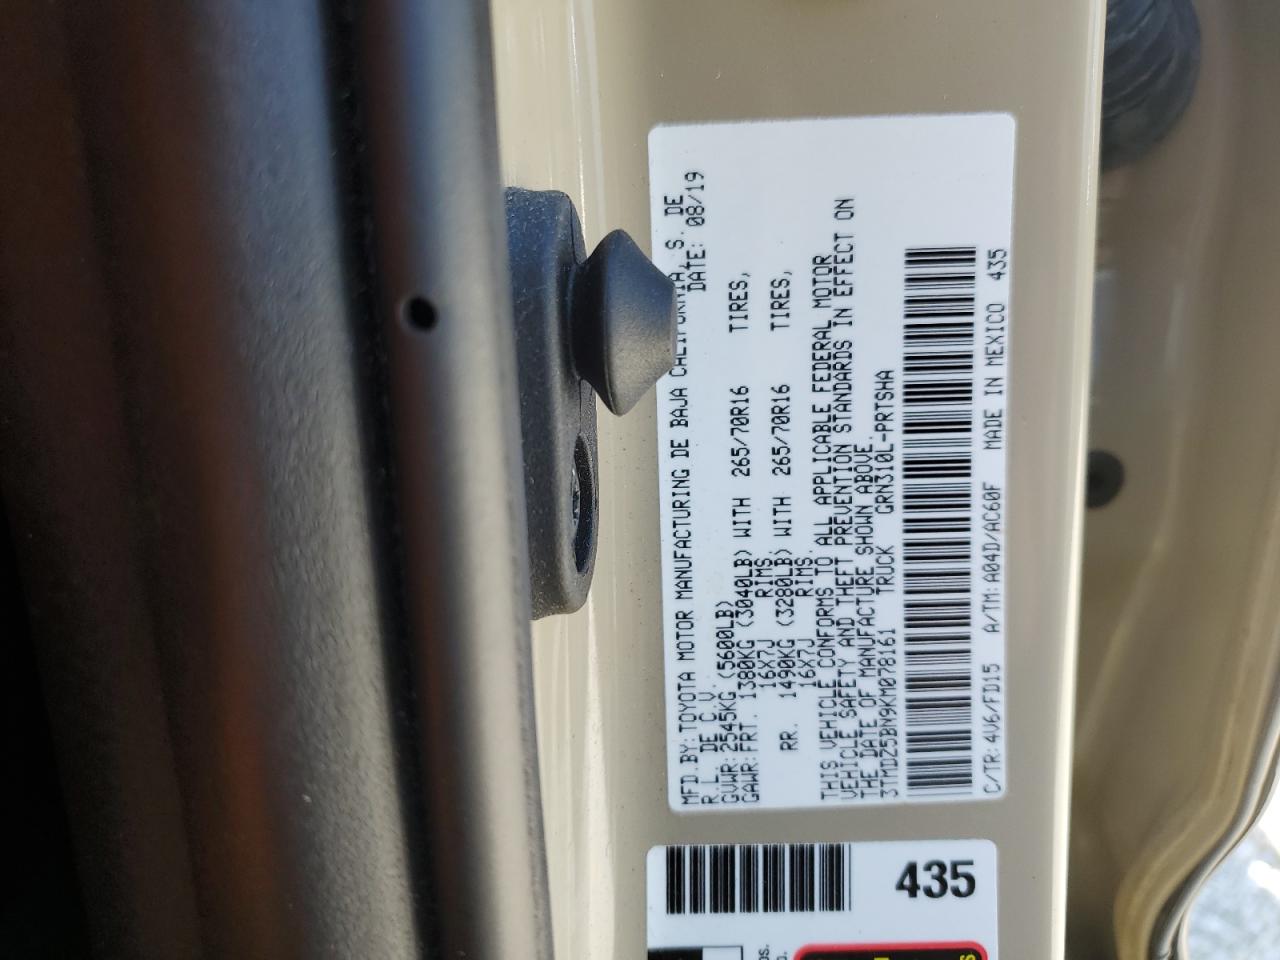 MFD.BY:TOYOTA MOTOR MANUFACTURING DE BAJA CALIFORNIA,S. DE
R.L. DE C.V. DATE: 08/19
GVWR:2545KG (5600LB)
GAWR:FRT. 1380KG (3040LB) WITH 265/70R16 TIRES,
16X7J RIMS
RR. 1490KG (3280LB) WITH 265/70R16 TIRES,
16X7J RIMS.
THIS VEHICLE CONFORMS TO ALL APPLICABLE FEDERAL MOTOR
VEHICLE SAFETY AND THEFT PREVENTION STANDARDS IN EFFECT ON
THE DATE OF MANUFACTURE SHOWN ABOVE.
3TMDZ5BN9KM078161 TRUCK GRN310L-PRTSHA
C/TR:4V6/FD15 A/TM:A04D/AC60F MADE IN MEXICO 435
435